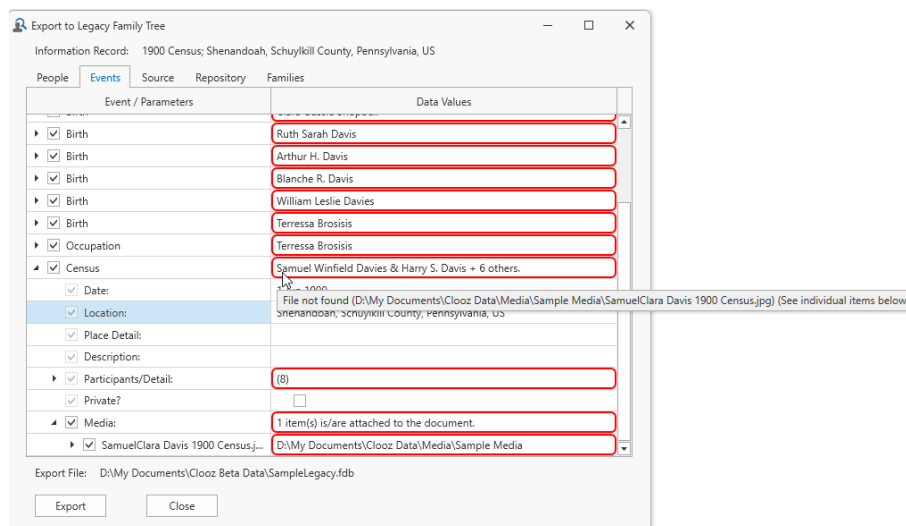 Export to Legacy Family Tree
Information Record: 1900 Census; Shenandoah, Schuylkill County, Pennsylvania, US
People Events Source Repository Families
Event / Parameters Data Values
Birth Ruth Sarah Davis
Birth Arthur H. Davis
Birth Blanche R. Davis
Birth William Leslie Davies
Birth Terressa Brosisis
Occupation Terressa Brosisis
Census Samuel Winfield Davies & Harry S. Davis + 6 others.
Date: 1900
File not found (D:\My Documents\Clooz Data\Media\Sample Media\SamuelClara Davis 1900 Census.jpg) (See individual items below
Location: Shenandoah, Schuylkill County, Pennsylvania, US
Place Detail:
Description:
Participants/Detail: (8)
Private?
Media: 1 item(s) is/are attached to the document.
SamuelClara Davis 1900 Census.j... D:\My Documents\Clooz Data\Media\Sample Media
Export File: D:\My Documents\Clooz Beta Data\SampleLegacy.fdb
Export Close